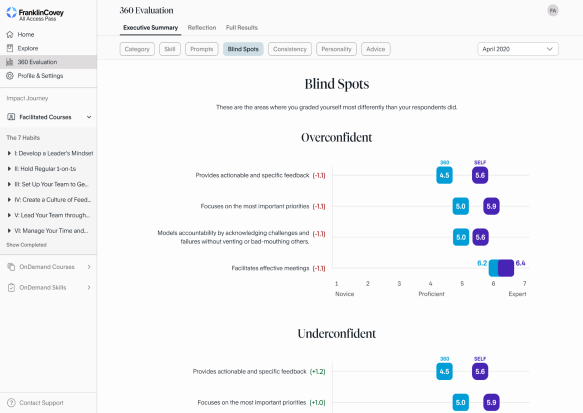 FranklinCovey
All Access Pass
Home
Explore
360 Evaluation
Profile & Settings
Impact Journey
Facilitated Courses
The 7 Habits
I: Develop a Leader's Mindset
II: Hold Regular 1-on-1s
III: Set Up Your Team to Ge...
IV: Create a Culture of Feed...
V: Lead Your Team through...
VI: Manage Your Time and...
Show Completed
OnDemand Courses
OnDemand Skills
Contact Support
360 Evaluation
PA
Executive Summary Reflection Full Results
Category Skill Prompts Blind Spots Consistency Personality Advice April 2020
Blind Spots
These are the areas where you graded yourself most differently than your respondents did.
Overconfident
360 SELF
Provides actionable and specific feedback (-1.1) 4.5 5.6
Focuses on the most important priorities (-1.1) 5.0 5.9
Models accountability by acknowledging challenges and
failures without venting or bad-mouthing others. (-1.1) 5.0 5.6
Facilitates effective meetings (-1.1) 6.2 6.4
1 2 3 4 5 6 7
Novice Proficient Expert
Underconfident
360 SELF
Provides actionable and specific feedback (+1.2) 4.5 5.6
Focuses on the most important priorities (+1.0) 5.0 5.9